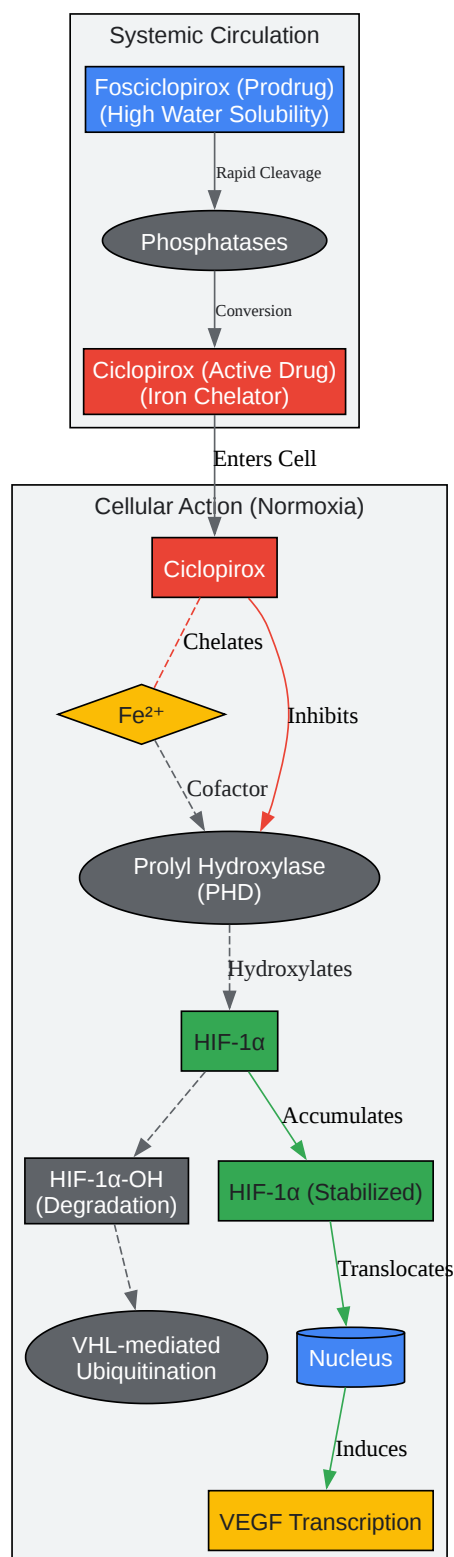 Systemic Circulation
Fosciclopirox (Prodrug)
(High Water Solubility)
Rapid Cleavage
Phosphatases
Conversion
Ciclopirox (Active Drug)
(Iron Chelator)
Enters Cell
Cellular Action (Normoxia)
Ciclopirox
Chelates
Fe²⁺
Inhibits
Cofactor
Prolyl Hydroxylase
(PHD)
Hydroxylates
HIF-1α
Accumulates
HIF-1α-OH
(Degradation)
HIF-1α (Stabilized)
Translocates
VHL-mediated
Ubiquitination
Nucleus
Induces
VEGF Transcription